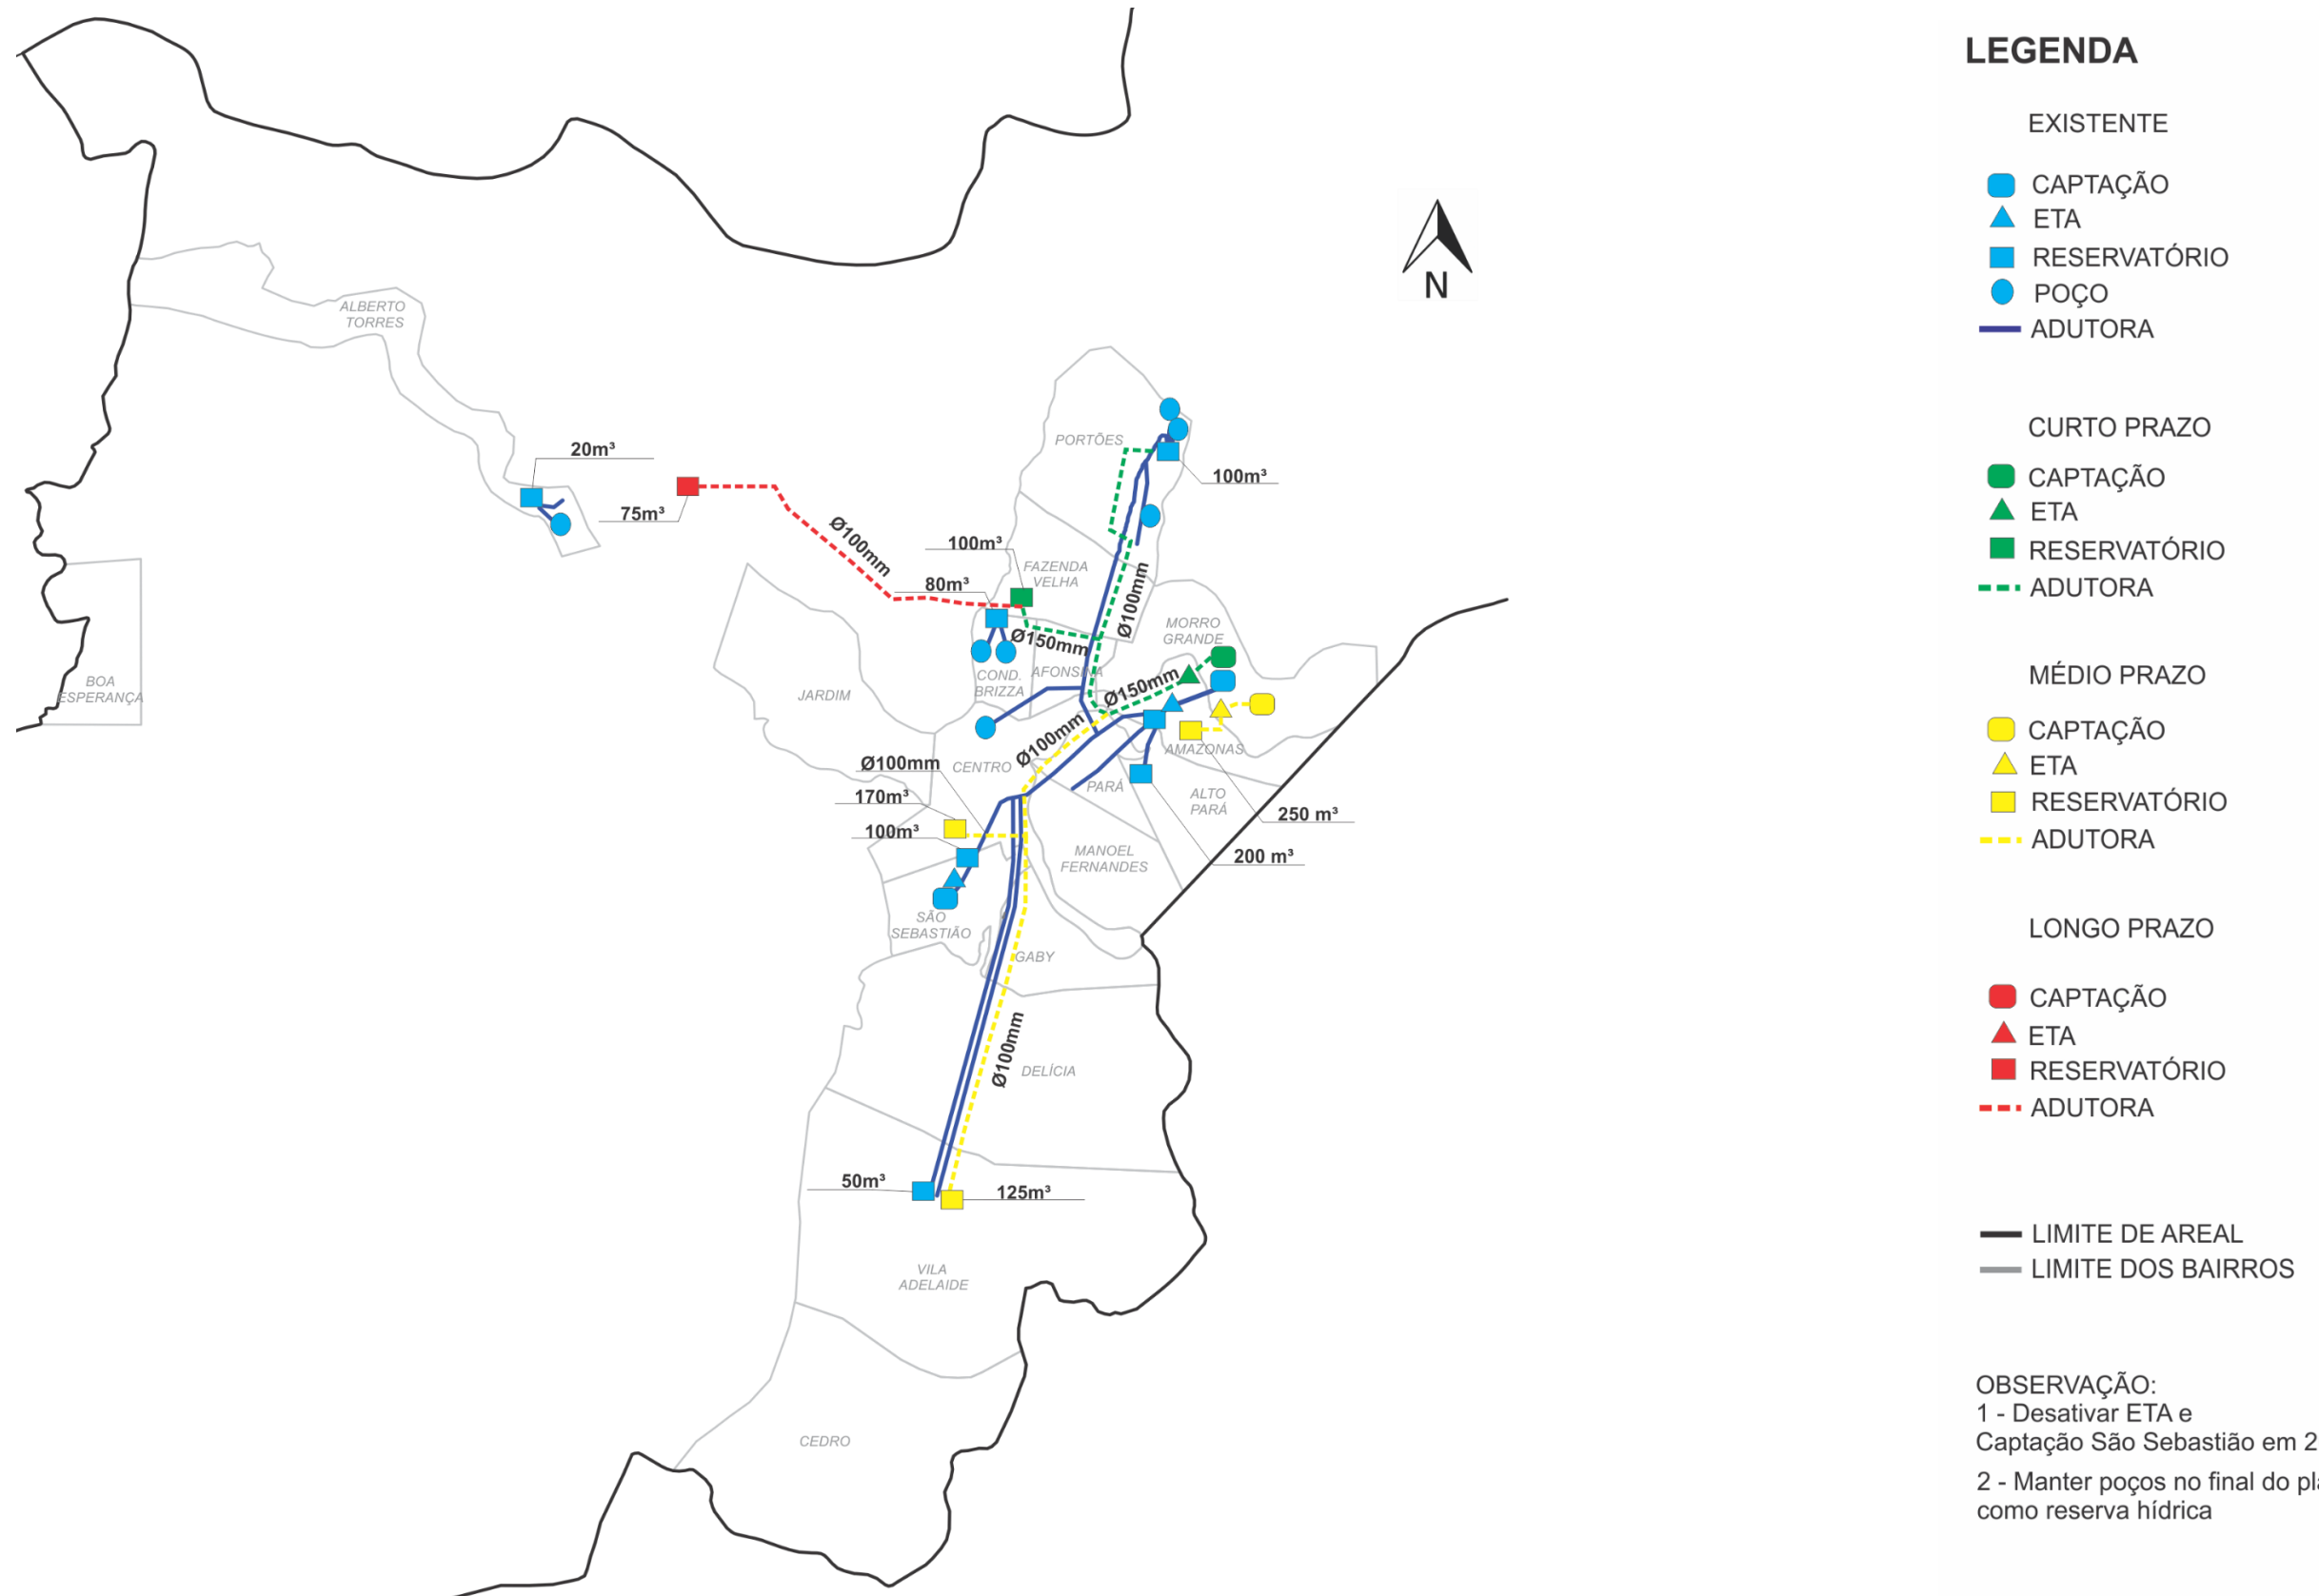 LEGENDA
EXISTENTE
CAPTAÇÃO
ETA
RESERVATÓRIO
POÇO
ADUTORA
CURTO PRAZO
CAPTAÇÃO
ETA
RESERVATÓRIO
ADUTORA
MÉDIO PRAZO
CAPTAÇÃO
ETA
RESERVATÓRIO
ADUTORA
LONGO PRAZO
CAPTAÇÃO
ETA
RESERVATÓRIO
ADUTORA
LIMITE DE AREAL
LIMITE DOS BAIRROS
OBSERVAÇÃO:
1 - Desativar ETA e
Captação São Sebastião em 2
2 - Manter poços no final do pla
como reserva hídrica
N
ALBERTO
TORRES
20m³
75m³
Ø100mm
PORTÕES
100m³
100m³
FAZENDA
VELHA
80m³
Ø100mm
Ø150mm
MORRO
GRANDE
BOA
ESPERANÇA
JARDIM
COND.
BRIZZA
AFONSINA
Ø150mm
Ø100mm
AMAZONAS
CENTRO
Ø100mm
PARÁ
ALTO
PARÁ
170m³
250 m³
100m³
MANOEL
FERNANDES
200 m³
SÃO
SEBASTIÃO
GABY
Ø100mm
DELÍCIA
50m³
125m³
VILA
ADELAIDE
CEDRO